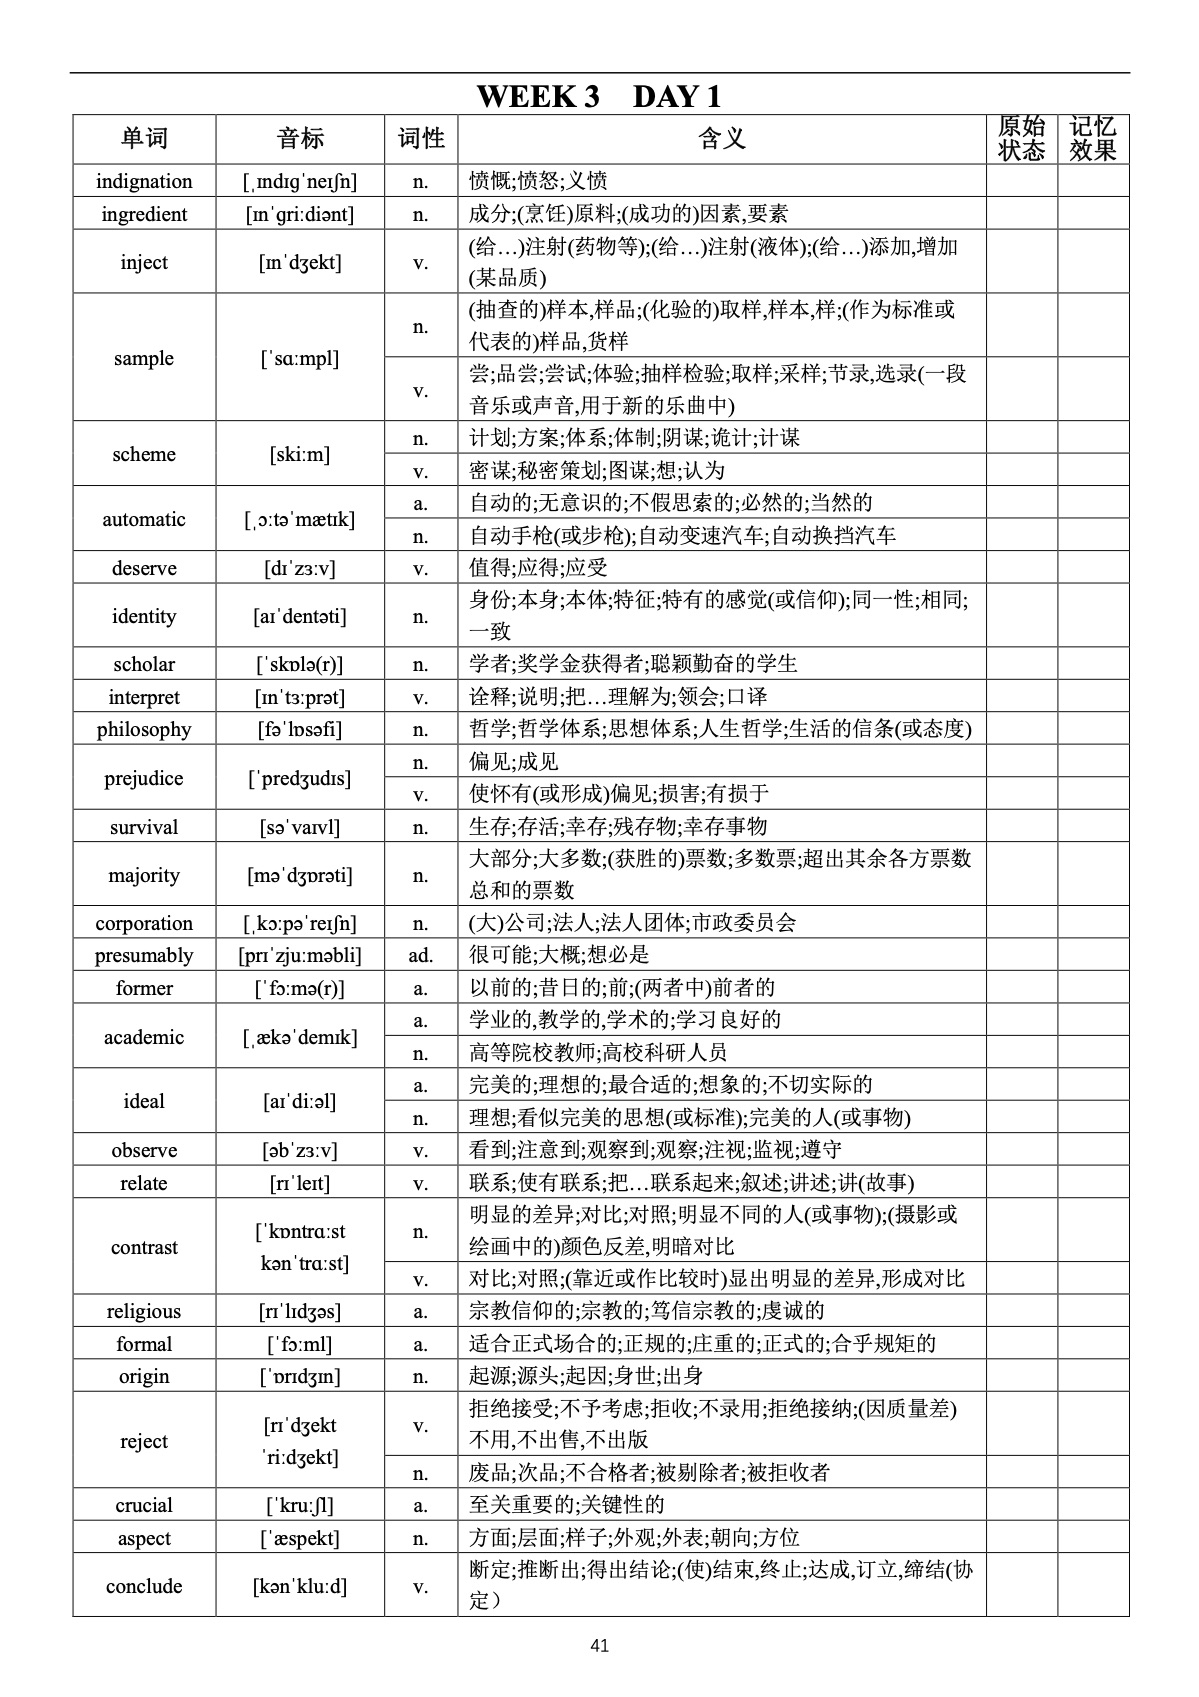 WEEK 3 DAY 1
单词 音标 词性 含义 原始状态 记忆效果
indignation [ˌɪndɪɡˈneɪʃn] n. 愤慨;愤怒;义愤
ingredient [ɪnˈɡriːdiənt] n. 成分;(烹饪)原料;(成功的)因素,要素
inject [ɪnˈdʒekt] v. (给…)注射(药物等);(给…)注射(液体);(给…)添加,增加
(某品质)
sample [ˈsɑːmpl] n. (抽查的)样本,样品;(化验的)取样,样本,样;(作为标准或
代表的)样品,货样
v. 尝;品尝;尝试;体验;抽样检验;取样;采样;节录,选录(一段
音乐或声音,用于新的乐曲中)
scheme [skiːm] n. 计划;方案;体系;体制;阴谋;诡计;计谋
v. 密谋;秘密策划;图谋;想;认为
automatic [ˌɔːtəˈmætɪk] a. 自动的;无意识的;不假思索的;必然的;当然的
n. 自动手枪(或步枪);自动变速汽车;自动换挡汽车
deserve [dɪˈzɜːv] v. 值得;应得;应受
identity [aɪˈdentəti] n. 身份;本身;本体;特征;特有的感觉(或信仰);同一性;相同;
一致
scholar [ˈskɒlə(r)] n. 学者;奖学金获得者;聪颖勤奋的学生
interpret [ɪnˈtɜːprət] v. 诠释;说明;把…理解为;领会;口译
philosophy [fəˈlɒsəfi] n. 哲学;哲学体系;思想体系;人生哲学;生活的信条(或态度)
prejudice [ˈpredʒudɪs] n. 偏见;成见
v. 使怀有(或形成)偏见;损害;有损于
survival [səˈvaɪvl] n. 生存;存活;幸存;残存物;幸存事物
majority [məˈdʒɒrəti] n. 大部分;大多数;(获胜的)票数;多数票;超出其余各方票数
总和的票数
corporation [ˌkɔːpəˈreɪʃn] n. (大)公司;法人;法人团体;市政委员会
presumably [prɪˈzjuːməbli] ad. 很可能;大概;想必是
former [ˈfɔːmə(r)] a. 以前的;昔日的;前;(两者中)前者的
academic [ˌækəˈdemɪk] a. 学业的,教学的,学术的;学习良好的
n. 高等院校教师;高校科研人员
ideal [aɪˈdiːəl] a. 完美的;理想的;最合适的;想象的;不切实际的
n. 理想;看似完美的思想(或标准);完美的人(或事物)
observe [əbˈzɜːv] v. 看到;注意到;观察到;观察;注视;监视;遵守
relate [rɪˈleɪt] v. 联系;使有联系;把…联系起来;叙述;讲述;讲(故事)
contrast [ˈkɒntrɑːst kənˈtrɑːst] n. 明显的差异;对比;对照;明显不同的人(或事物);(摄影或
绘画中的)颜色反差,明暗对比
v. 对比;对照;(靠近或作比较时)显出明显的差异,形成对比
religious [rɪˈlɪdʒəs] a. 宗教信仰的;宗教的;笃信宗教的;虔诚的
formal [ˈfɔːml] a. 适合正式场合的;正规的;庄重的;正式的;合乎规矩的
origin [ˈɒrɪdʒɪn] n. 起源;源头;起因;身世;出身
reject [rɪˈdʒekt ˈriːdʒekt] v. 拒绝接受;不予考虑;拒收;不录用;拒绝接纳;(因质量差)
不用,不出售,不出版
n. 废品;次品;不合格者;被剔除者;被拒收者
crucial [ˈkruːʃl] a. 至关重要的;关键性的
aspect [ˈæspekt] n. 方面;层面;样子;外观;外表;朝向;方位
conclude [kənˈkluːd] v. 断定;推断出;得出结论;(使)结束,终止;达成,订立,缔结(协
定）
41